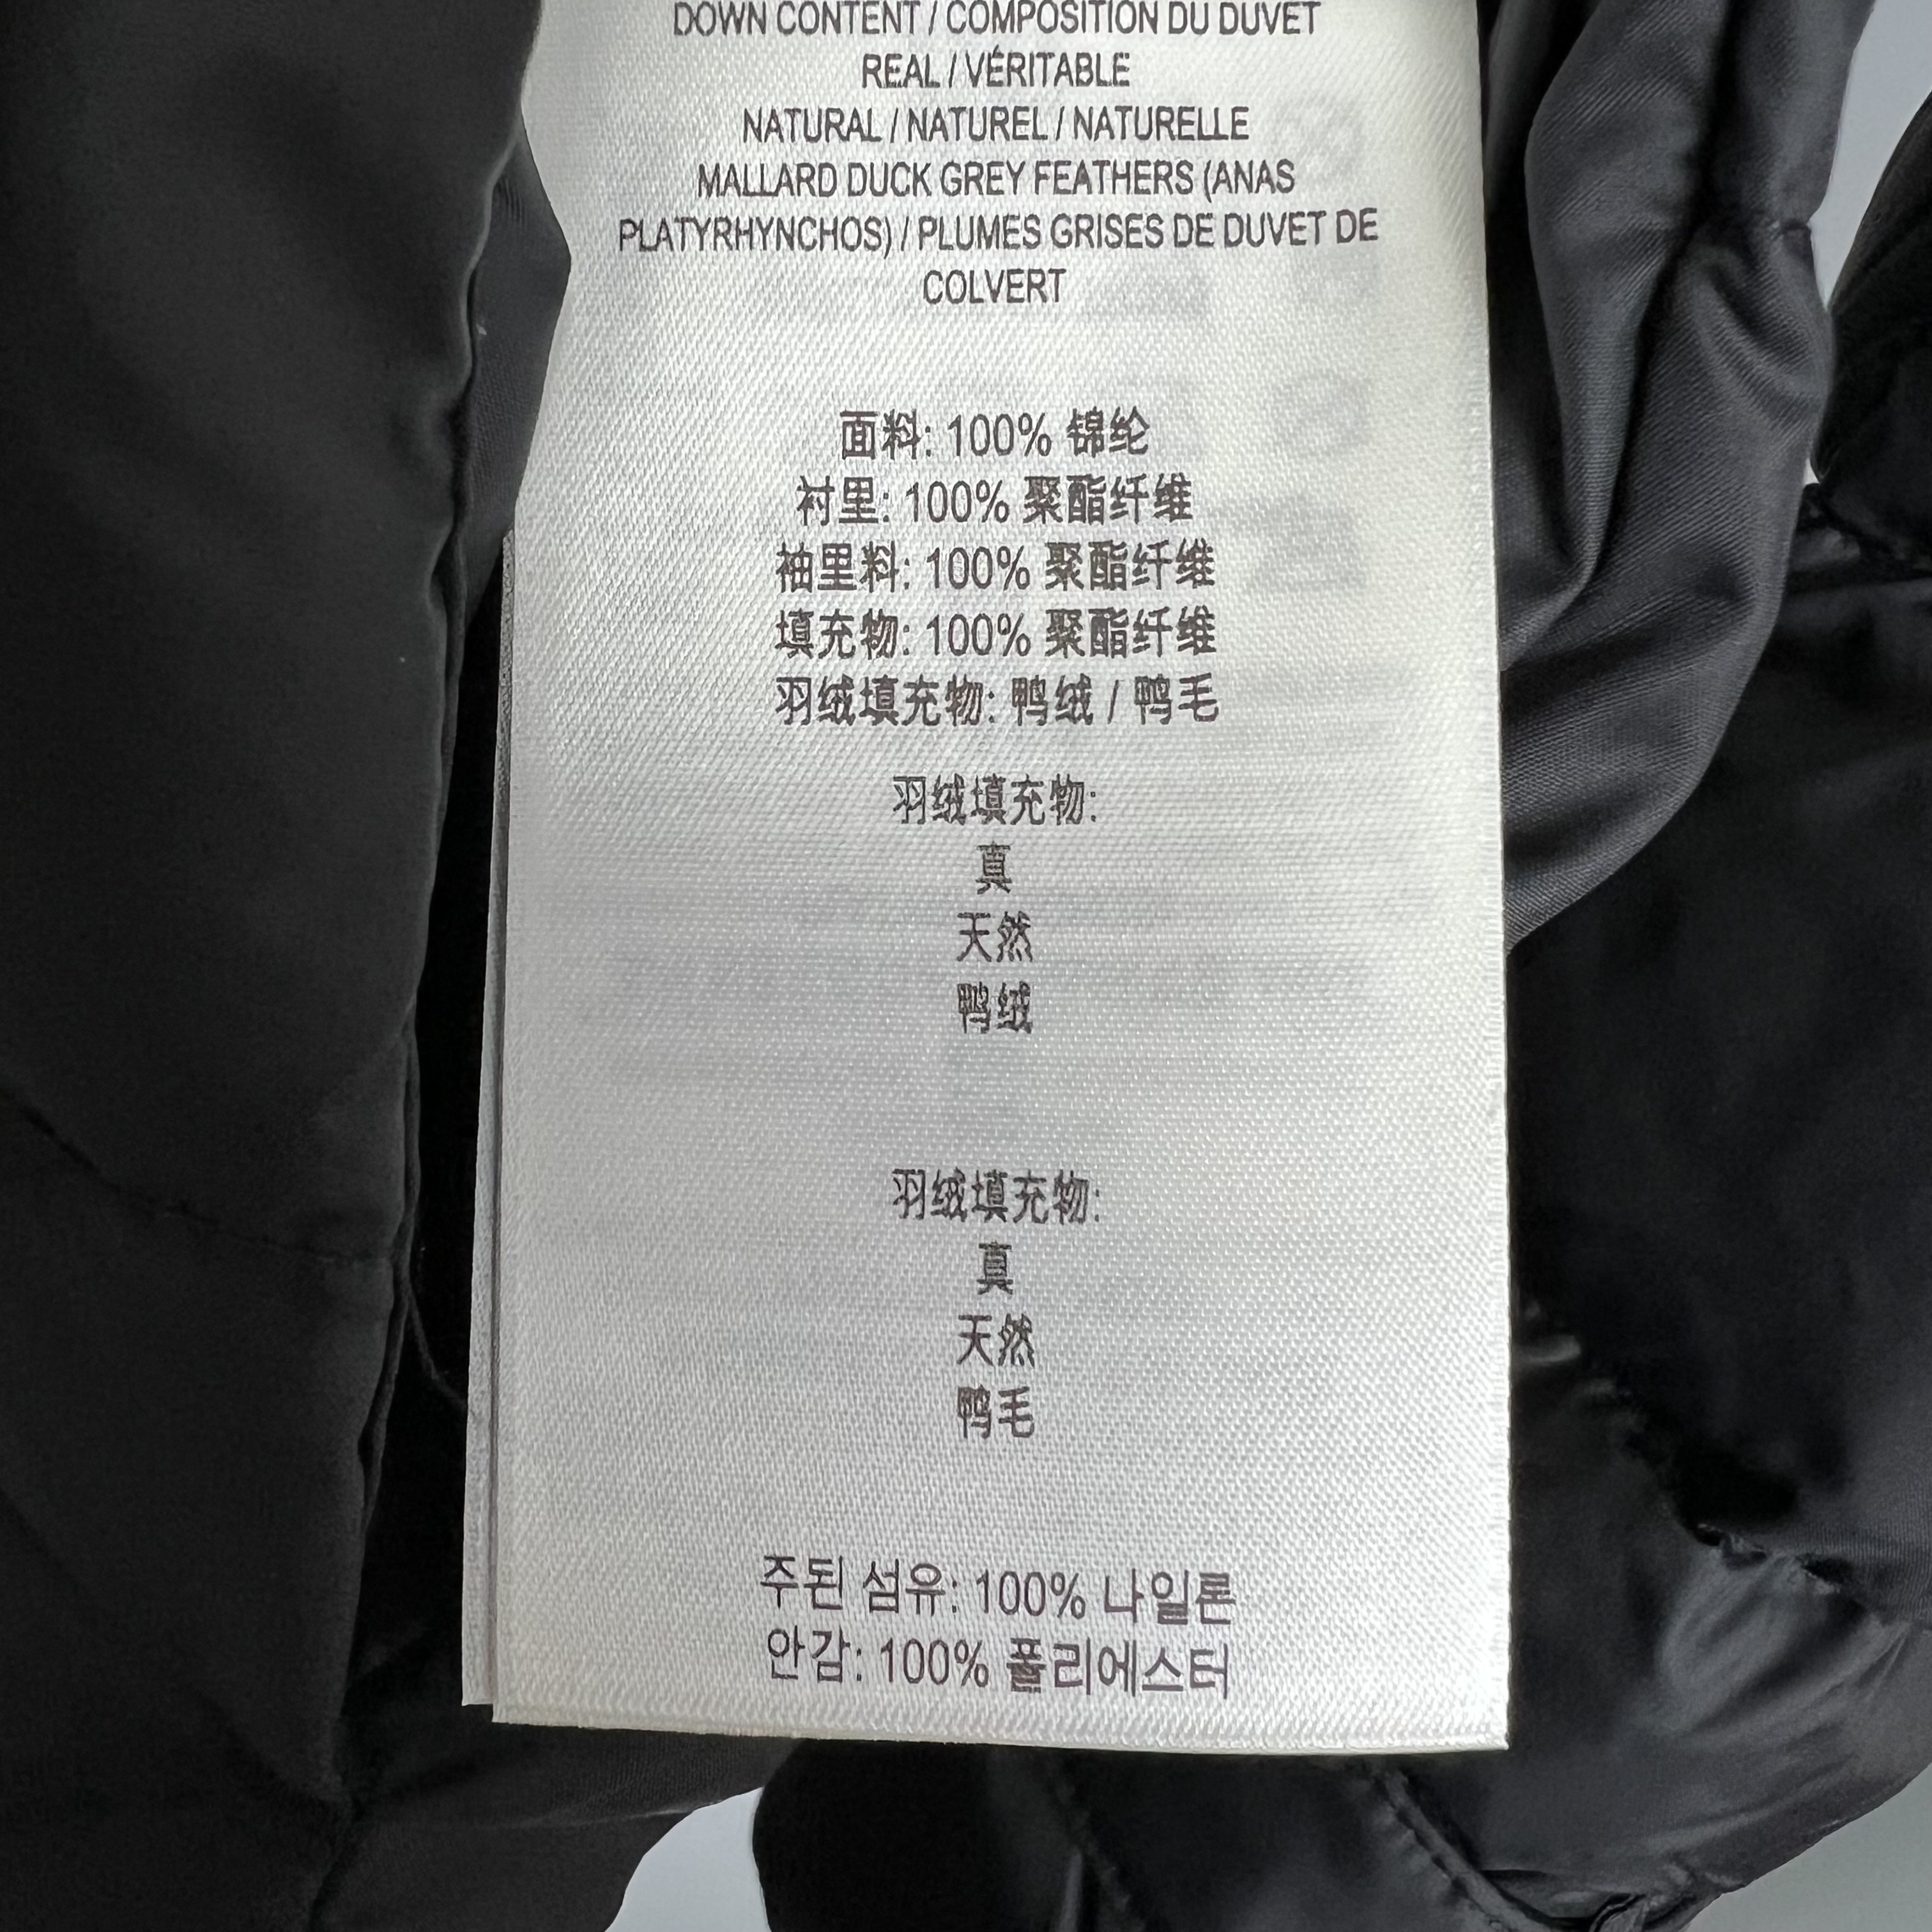 DOWN CONTENT / COMPOSITION DU DUVET
REAL / VÉRITABLE
NATURAL / NATUREL / NATURELLE
MALLARD DUCK GREY FEATHERS (ANAS
PLATYRHYNCHOS) / PLUMES GRISES DE DUVET DE
COLVERT
面料: 100% 锦纶
衬里: 100% 聚酯纤维
袖里料: 100% 聚酯纤维
填充物: 100% 聚酯纤维
羽绒填充物: 鸭绒 / 鸭毛
羽绒填充物:
真
天然
鸭绒
羽绒填充物:
真
天然
鸭毛
주된 섬유: 100% 나일론
안감: 100% 폴리에스터